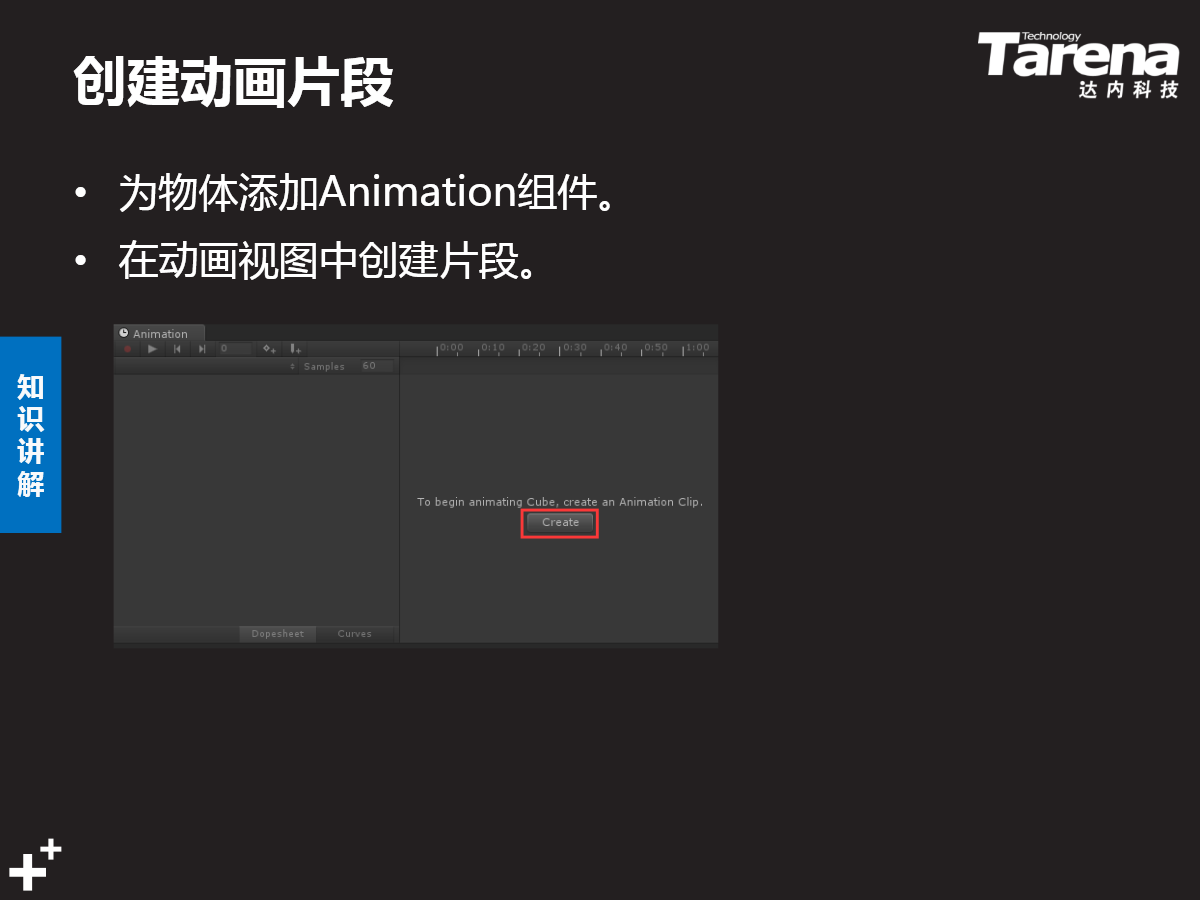 创建动画片段
Technology
Tarena
达内科技
• 为物体添加Animation组件。
• 在动画视图中创建片段。
知识讲解
Animation
0 0:00 0:10 0:20 0:30 0:40 0:50 1:00
Samples 60
To begin animating Cube, create an Animation Clip.
Create
Dopesheet Curves